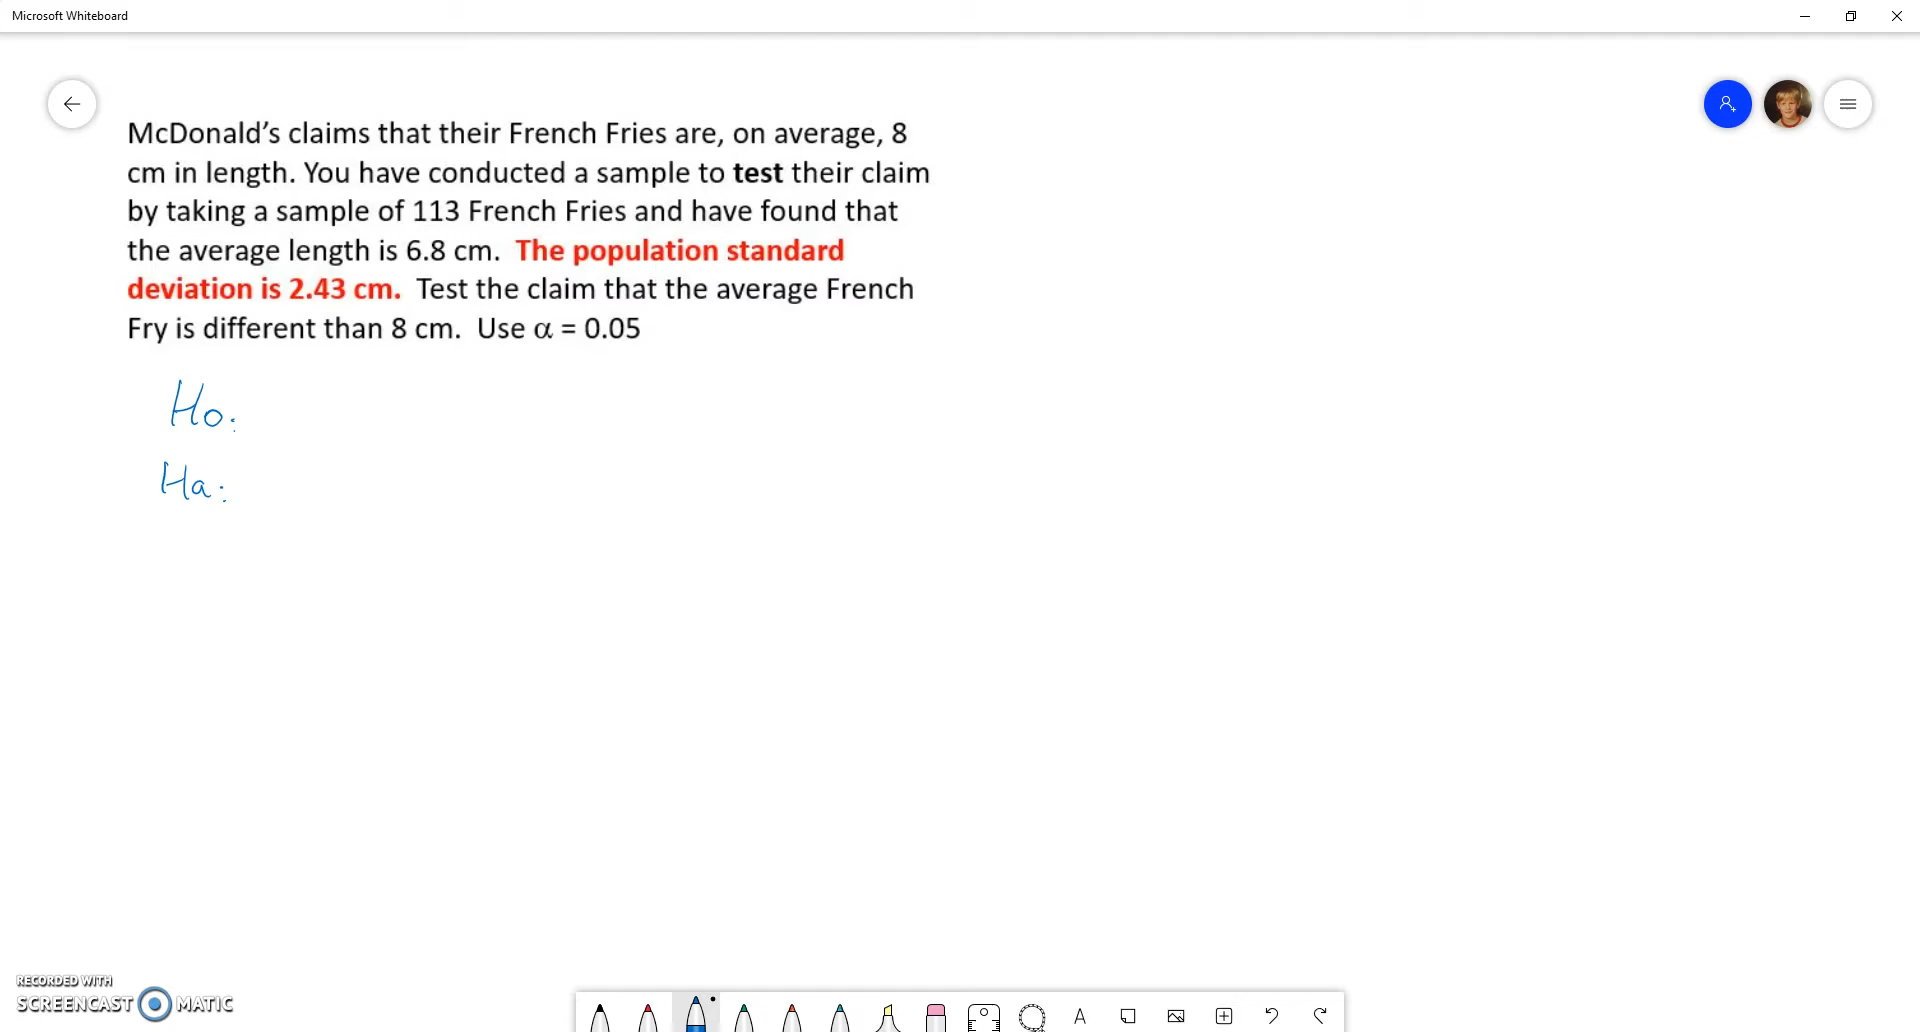 Microsoft Whiteboard
McDonald’s claims that their French Fries are, on average, 8
cm in length. You have conducted a sample to test their claim
by taking a sample of 113 French Fries and have found that
the average length is 6.8 cm. The population standard
deviation is 2.43 cm. Test the claim that the average French
Fry is different than 8 cm. Use α = 0.05
Ho:
Ha:
RECORDED WITH
SCREENCAST MATIC
A